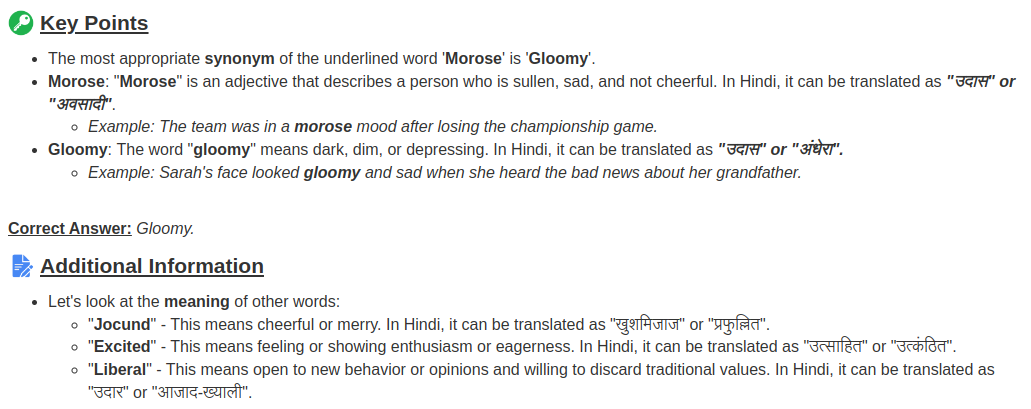 Key Points
The most appropriate synonym of the underlined word 'Morose' is 'Gloomy'.
Morose: "Morose" is an adjective that describes a person who is sullen, sad, and not cheerful. In Hindi, it can be translated as "उदास" or
"अवसादी".
Example: The team was in a morose mood after losing the championship game.
Gloomy: The word "gloomy" means dark, dim, or depressing. In Hindi, it can be translated as "उदास" or "अंधेरा".
Example: Sarah's face looked gloomy and sad when she heard the bad news about her grandfather.
Correct Answer: Gloomy.
Additional Information
Let's look at the meaning of other words:
"Jocund" - This means cheerful or merry. In Hindi, it can be translated as "खुशमिजाज" or "प्रफुल्लित".
"Excited" - This means feeling or showing enthusiasm or eagerness. In Hindi, it can be translated as "उत्साहित" or "उत्कंठित".
"Liberal" - This means open to new behavior or opinions and willing to discard traditional values. In Hindi, it can be translated as
"उदार" or "आजाद-ख्याली".